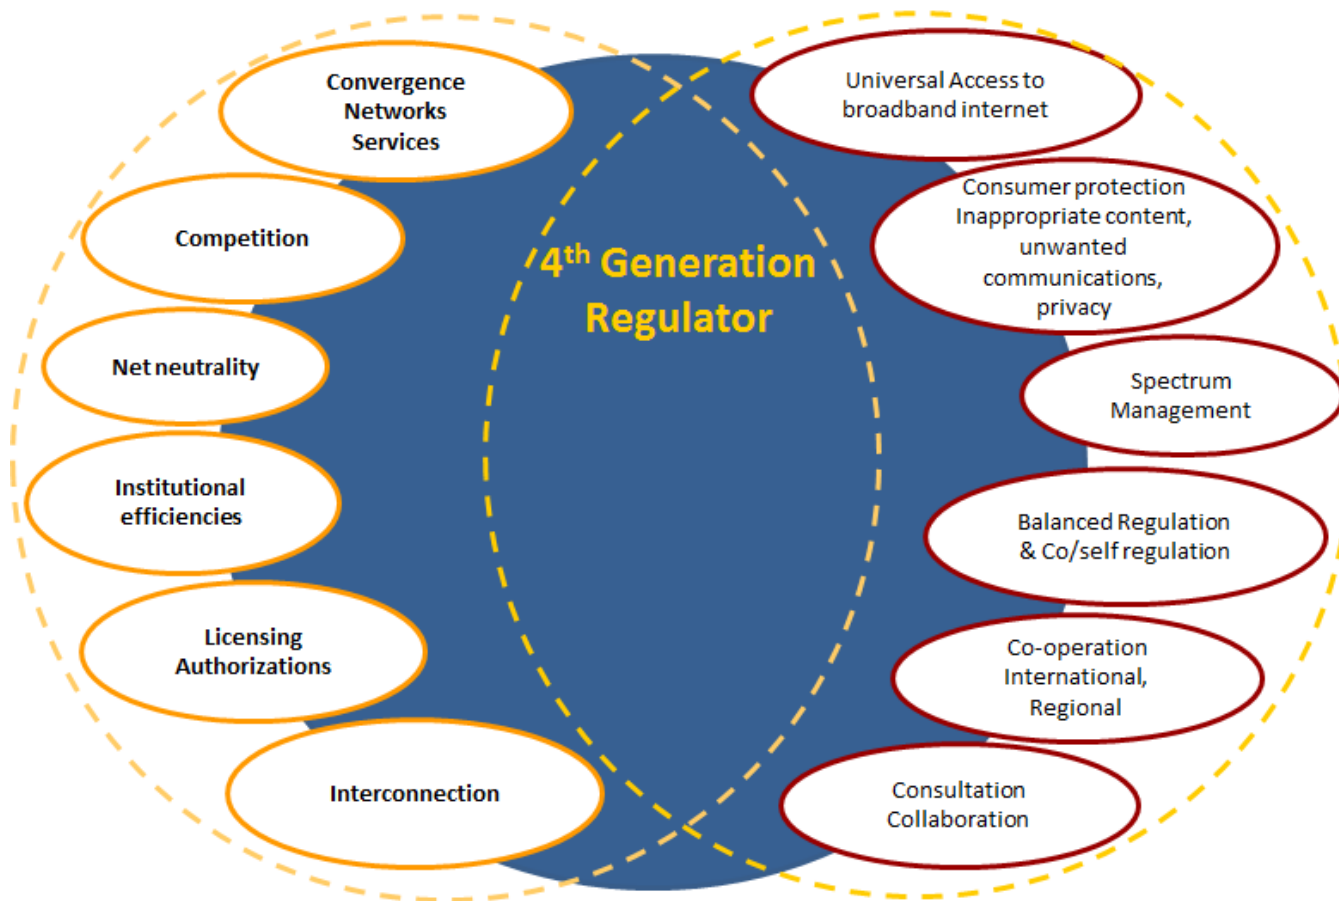 Convergence
Networks
Services
Competition
Net neutrality
Institutional
efficiencies
Licensing
Authorizations
Interconnection
4th Generation
Regulator
Universal Access to
broadband internet
Consumer protection
Inappropriate content,
unwanted
communications,
privacy
Spectrum
Management
Balanced Regulation
& Co/self regulation
Co-operation
International,
Regional
Consultation
Collaboration